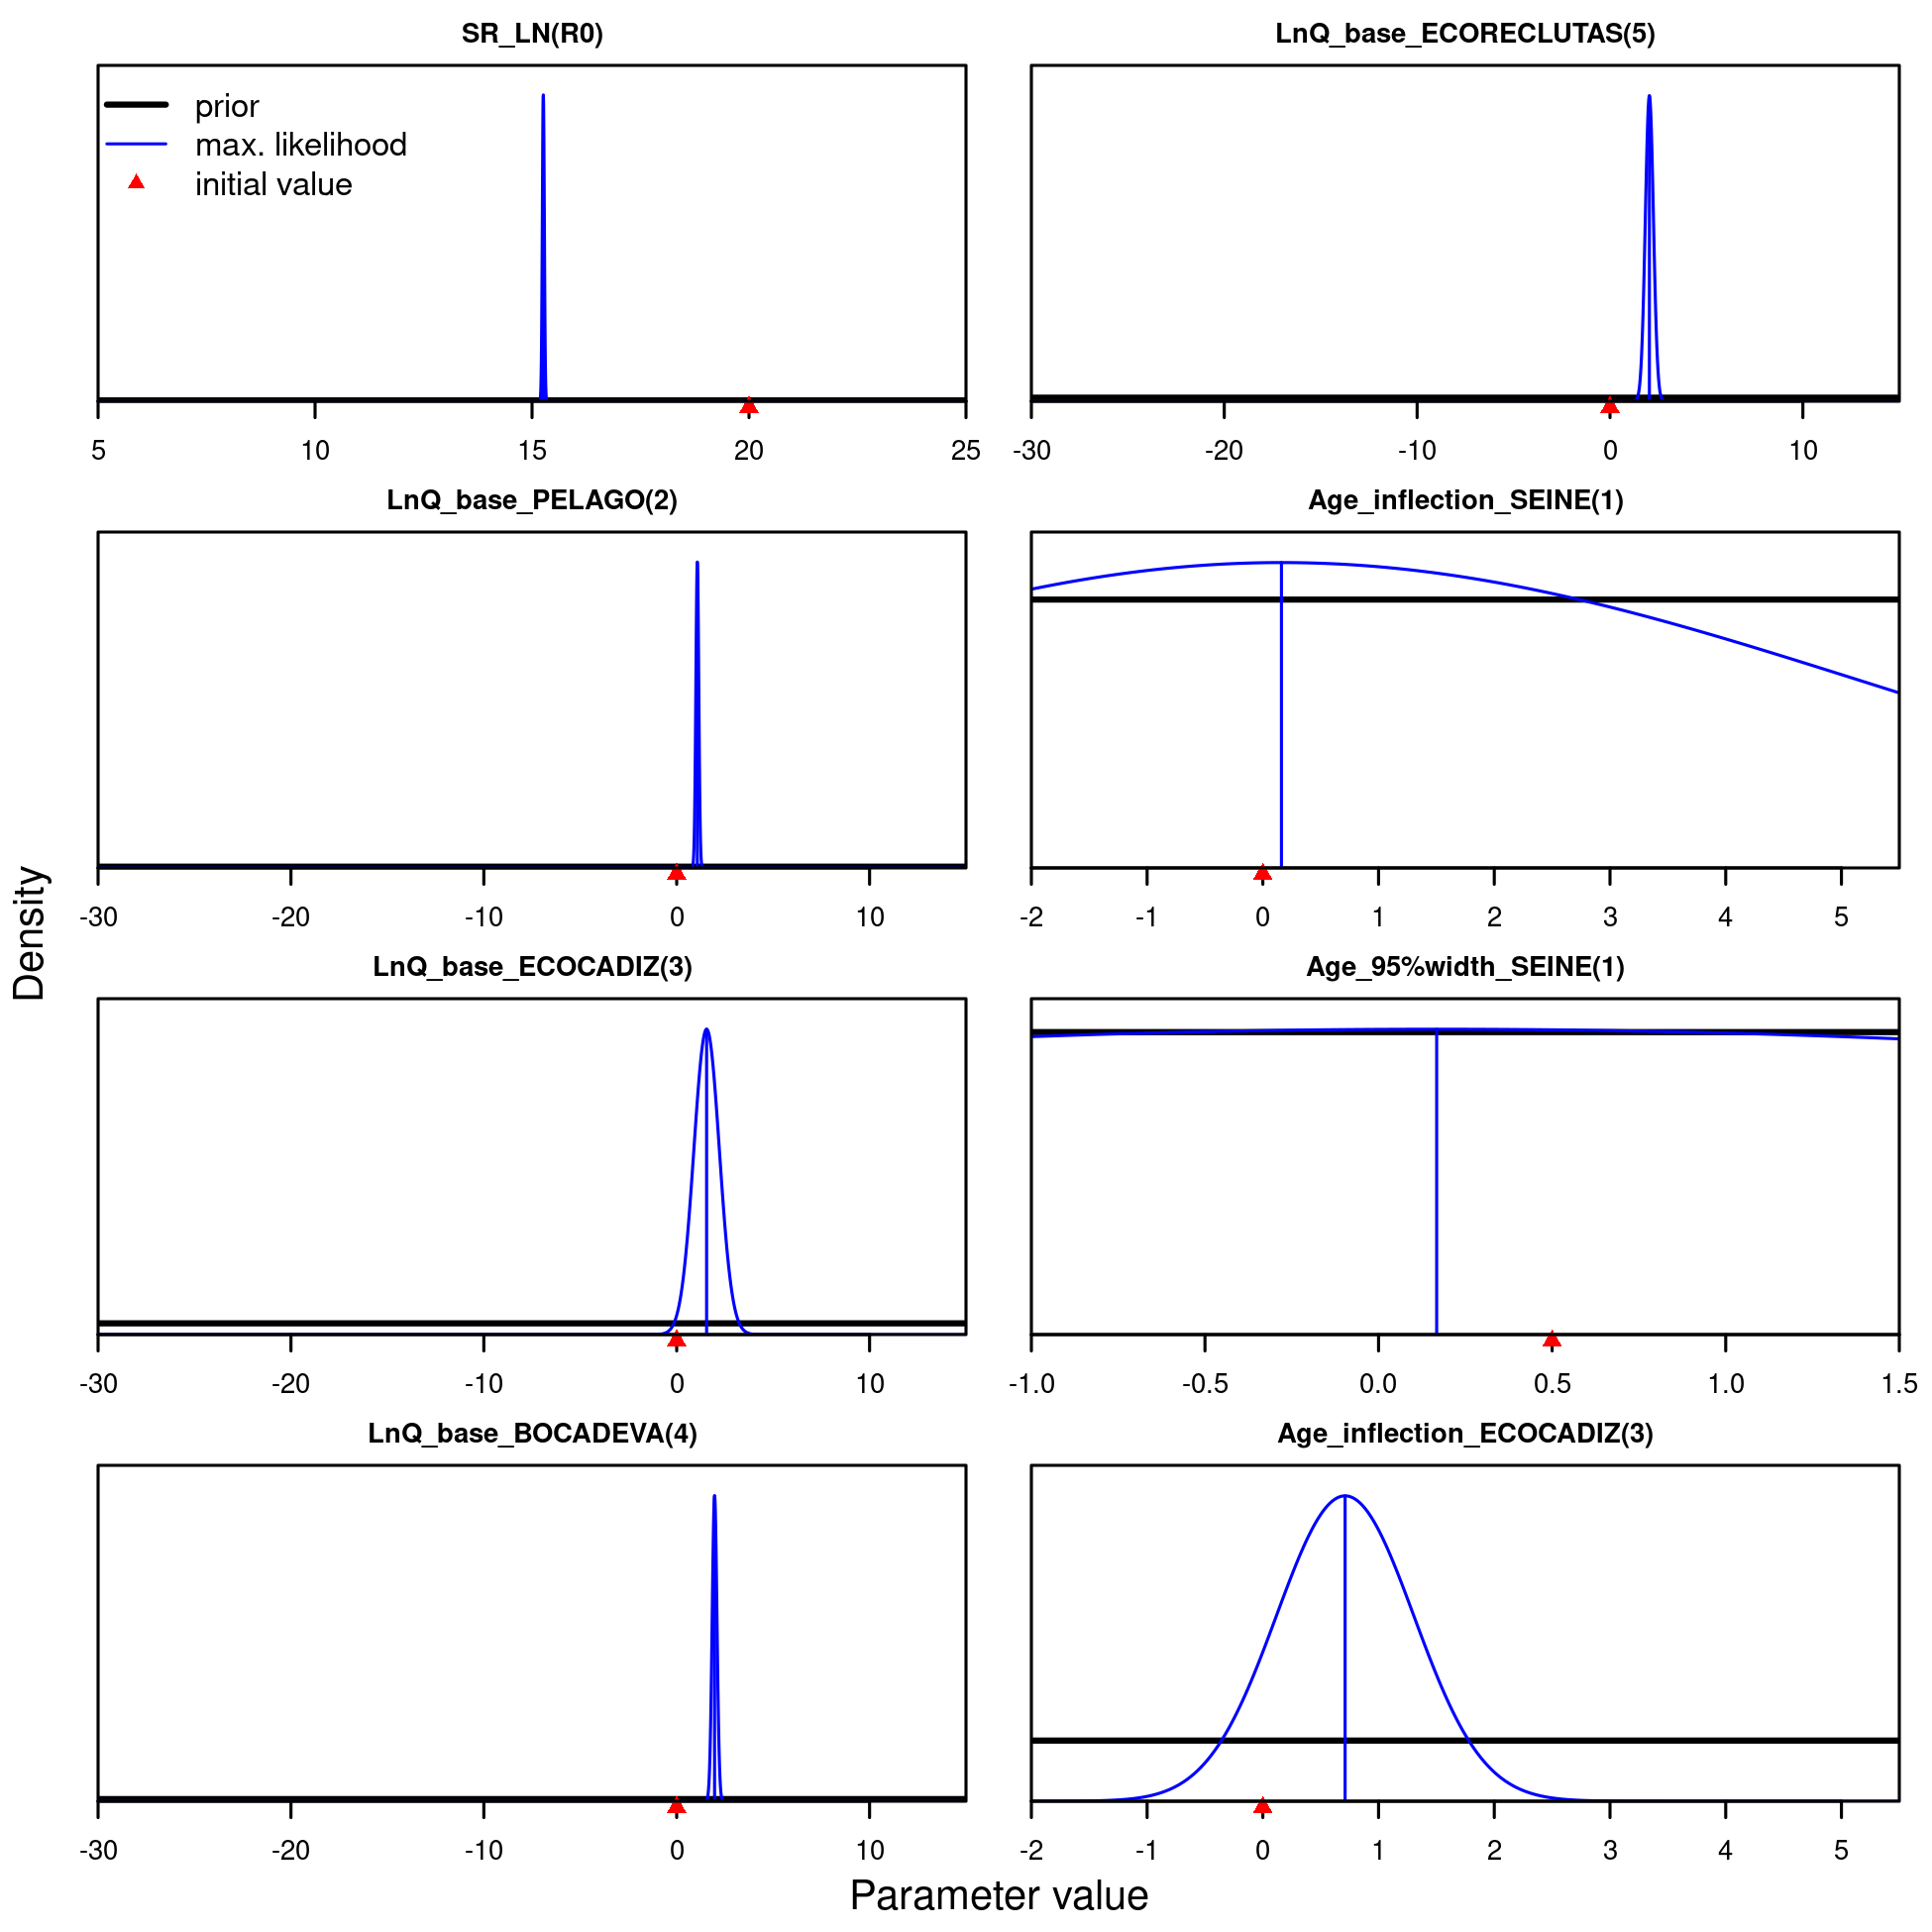 SR_LN(R0)
prior
max. likelihood
initial value
5 10 15 20 25
LnQ_base_ECORECLUTAS(5)
-30 -20 -10 0 10
LnQ_base_PELAGO(2)
-30 -20 -10 0 10
Age_inflection_SEINE(1)
-2 -1 0 1 2 3 4 5
LnQ_base_ECOCADIZ(3)
-30 -20 -10 0 10
Age_95%width_SEINE(1)
-1.0 -0.5 0.0 0.5 1.0 1.5
LnQ_base_BOCADEVA(4)
-30 -20 -10 0 10
Age_inflection_ECOCADIZ(3)
-2 -1 0 1 2 3 4 5
Density
Parameter value